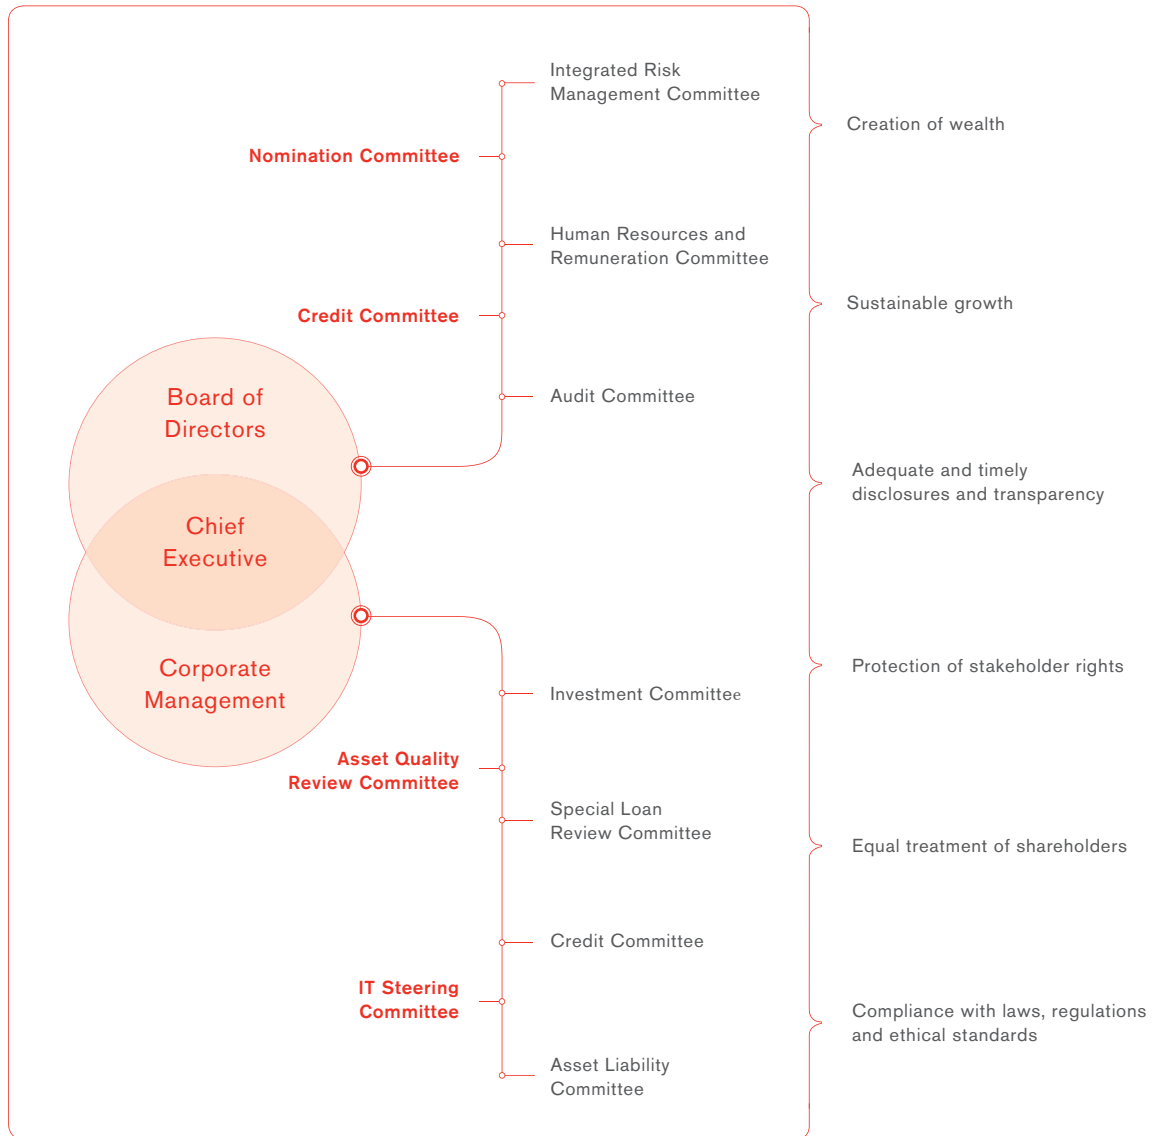 Integrated Risk
Management Committee
Nomination Committee
Human Resources and
Remuneration Committee
Credit Committee
Audit Committee
Board of
Directors
Chief
Executive
Corporate
Management
Investment Committee
Asset Quality
Review Committee
Special Loan
Review Committee
Credit Committee
IT Steering
Committee
Asset Liability
Committee
Creation of wealth
Sustainable growth
Adequate and timely
disclosures and transparency
Protection of stakeholder rights
Equal treatment of shareholders
Compliance with laws, regulations
and ethical standards